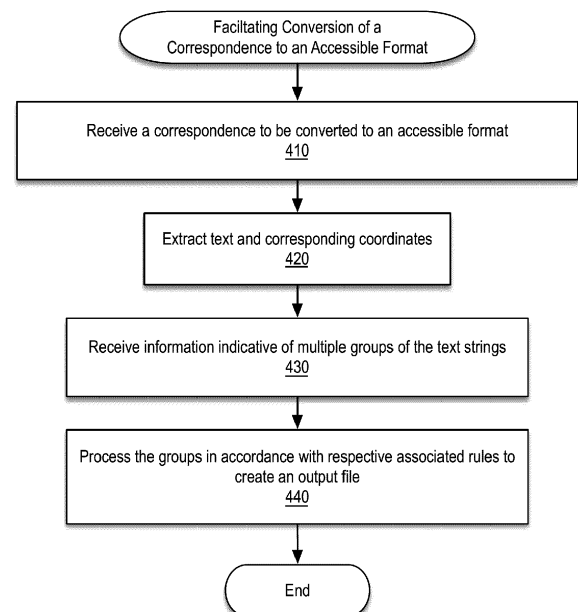 Faciltating Conversion of a
Correspondence to an Accessible Format
Receive a correspondence to be converted to an accessible format
410
Extract text and corresponding coordinates
420
Receive information indicative of multiple groups of the text strings
430
Process the groups in accordance with respective associated rules to
create an output file
440
End